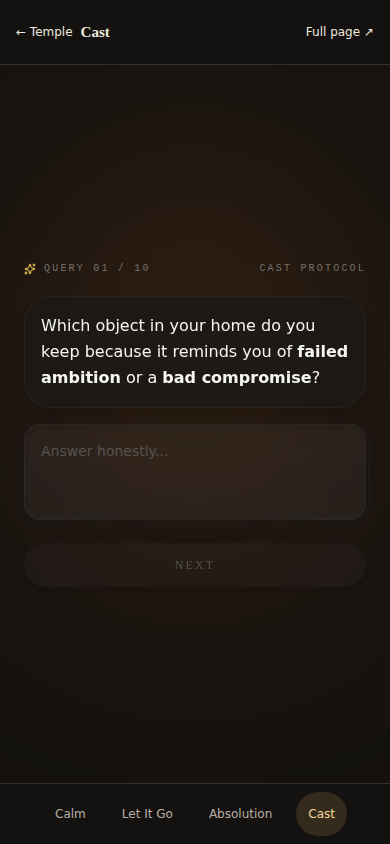 ← Temple Cast Full page ↗
QUERY 01 / 10 CAST PROTOCOL
Which object in your home do you
keep because it reminds you of failed
ambition or a bad compromise?
Answer honestly...
NEXT
Calm Let It Go Absolution Cast